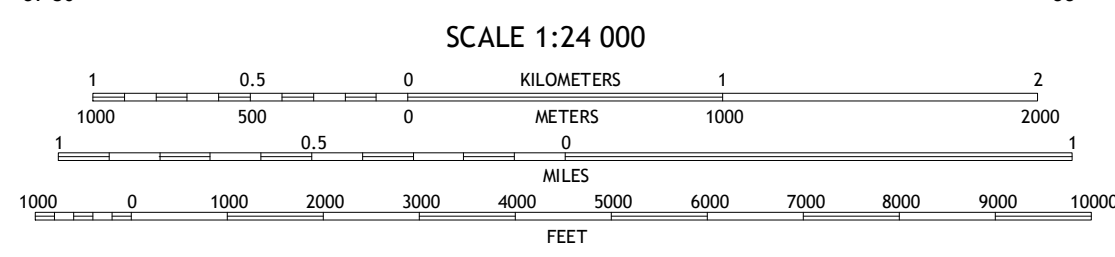 SCALE 1:24 000
1 0.5 0 KILOMETERS 1 2
1000 500 0 METERS 1000 2000
1 0.5 0 1
MILES
1000 0 1000 2000 3000 4000 5000 6000 7000 8000 9000 10000
FEET